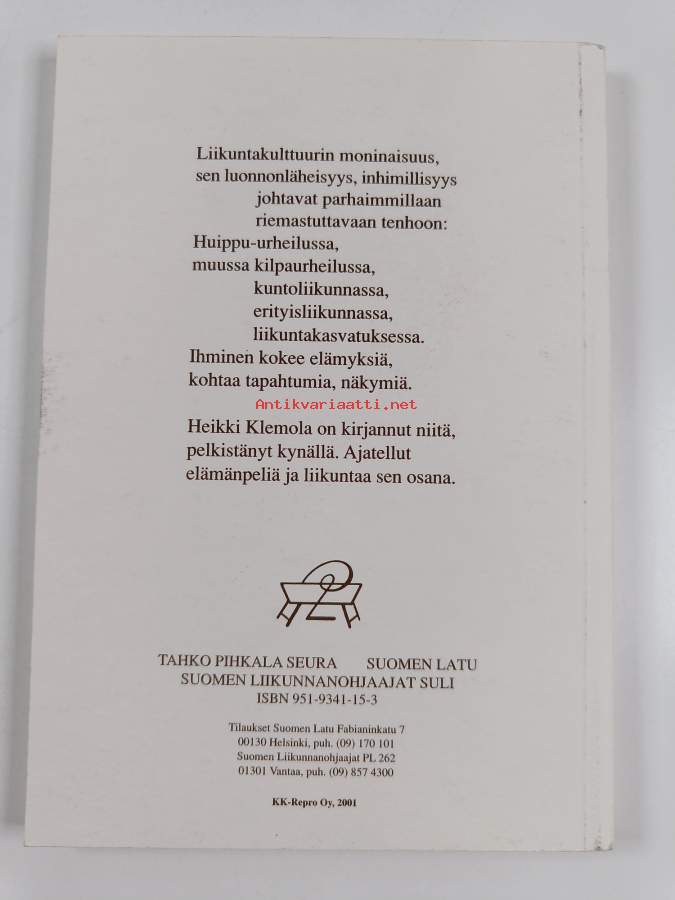 Liikuntakulttuurin moninaisuus,
sen luonnonläheisyys, inhimillisyys
johtavat parhaimmillaan
riemastuttavaan tenhoon:
Huippu-urheilussa,
muussa kilpaurheilussa,
kuntoliikunnassa,
erityisliikunnassa,
liikuntakasvatuksessa.
Ihminen kokee elämyksiä,
kohtaa tapahtumia, näkymiä.
Antikvariaatti.net
Heikki Klemola on kirjannut niitä,
pelkistänyt kynällä. Ajatellut
elämänpeliä ja liikuntaa sen osana.
TAHKO PIHKALA SEURA SUOMEN LATU
SUOMEN LIIKUNNANOHJAAJAT SULI
ISBN 951-9341-15-3
Tilaukset Suomen Latu Fabianinkatu 7
00130 Helsinki, puh. (09) 170 101
Suomen Liikunnanohjaajat PL 262
01301 Vantaa, puh. (09) 857 4300
KK-Repro Oy, 2001